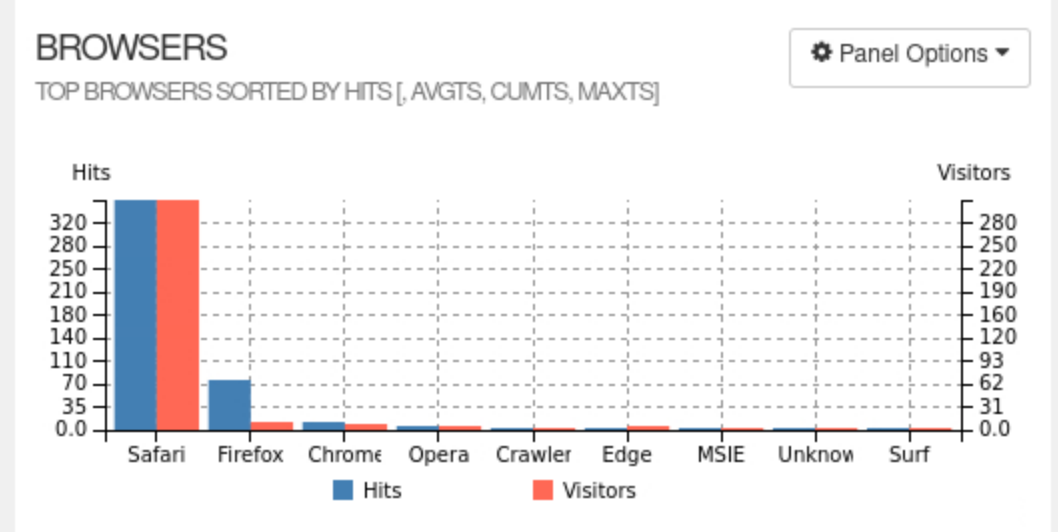 BROWSERS
Panel Options
TOP BROWSERS SORTED BY HITS [, AVGTS, CUMTS, MAXTS]
Hits
Visitors
320 280
280 250
250 220
210 190
180 160
140 120
110 93
70 62
35 31
0.0 0.0
Safari Firefox Chrome Opera Crawler Edge MSIE Unknow Surf
Hits Visitors